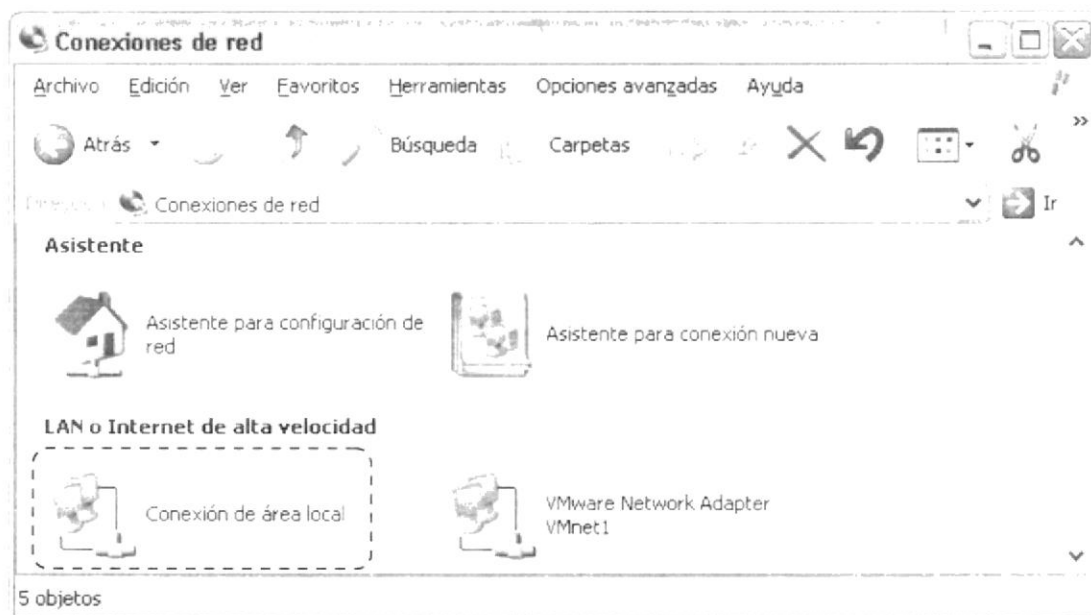 Conexiones de red
Archivo Edición Ver Favoritos Herramientas Opciones avanzadas Ayuda
Atrás Búsqueda Carpetas »
Conexiones de red Ir
Asistente
Asistente para configuración de
red
Asistente para conexión nueva
LAN o Internet de alta velocidad
Conexión de área local
VMware Network Adapter
VMnet1
5 objetos